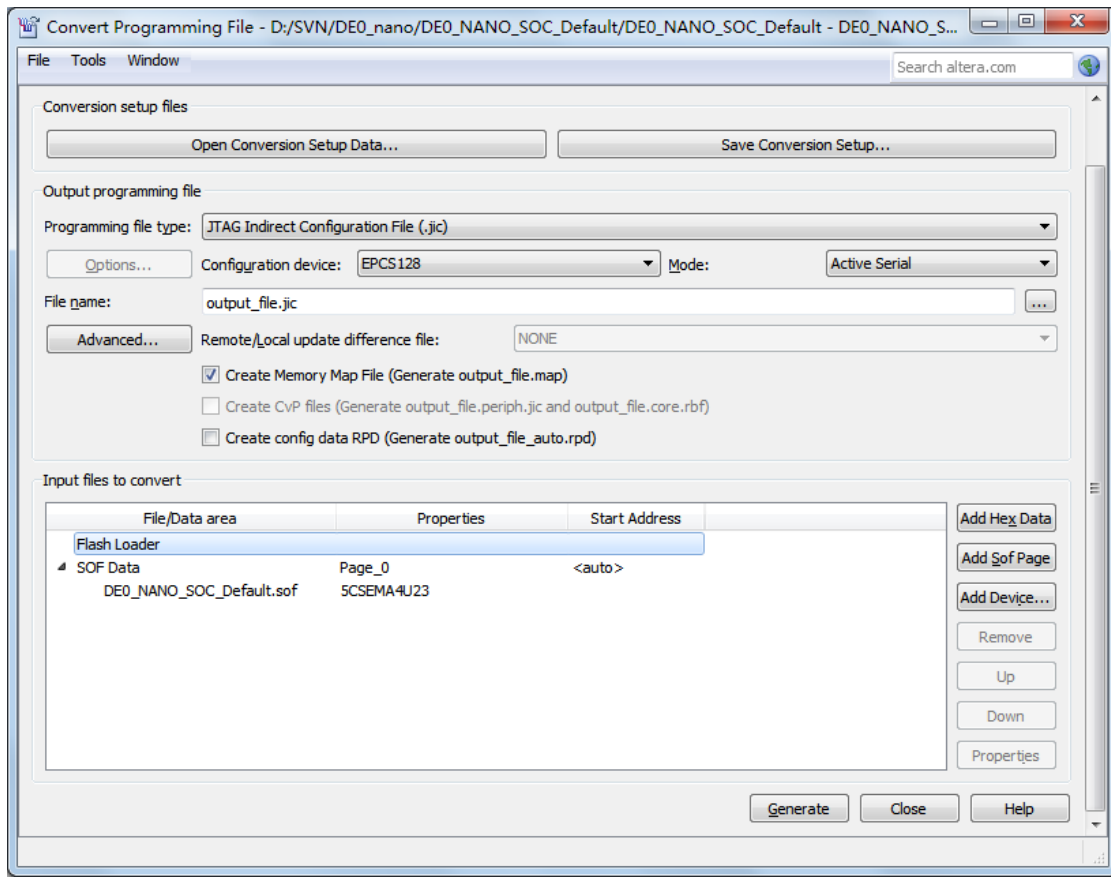 Convert Programming File - D:/SVN/DE0_nano/DE0_NANO_SOC_Default/DE0_NANO_SOC_Default - DE0_NANO_S...
File Tools Window Search altera.com
Conversion setup files
Open Conversion Setup Data... Save Conversion Setup...
Output programming file
Programming file type: JTAG Indirect Configuration File (.jic)
Options... Configuration device: EPCS128 Mode: Active Serial
File name: output_file.jic ...
Advanced... Remote/Local update difference file: NONE
Create Memory Map File (Generate output_file.map)
Create CvP files (Generate output_file.periph.jic and output_file.core.rbf)
Create config data RPD (Generate output_file_auto.rpd)
Input files to convert
File/Data area Properties Start Address Add Hex Data
Flash Loader
SOF Data Page_0 <auto> Add Sof Page
DE0_NANO_SOC_Default.sof 5CSEMA4U23 Add Device...
Remove
Up
Down
Properties
Generate Close Help